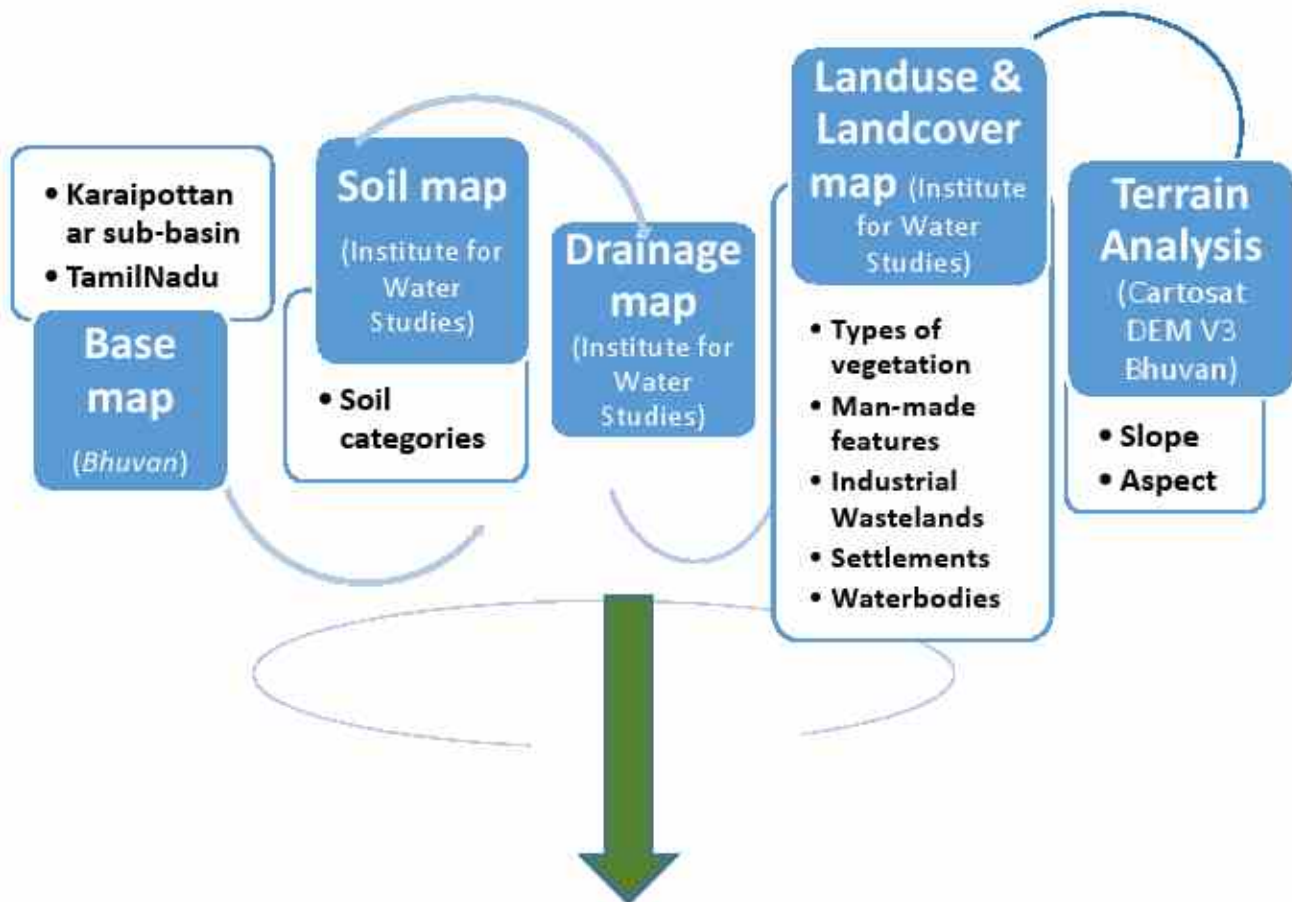 • Karaipottan
ar sub-basin
• TamilNadu
Base
map
(Bhuvan)
Soil map
(Institute for
Water
Studies)
• Soil
categories
Drainage
map
(Institute for
Water
Studies)
Landuse &
Landcover
map (Institute
for Water
Studies)
• Types of
vegetation
• Man-made
features
• Industrial
Wastelands
• Settlements
• Waterbodies
Terrain
Analysis
(Cartosat
DEM V3
Bhuvan)
• Slope
• Aspect